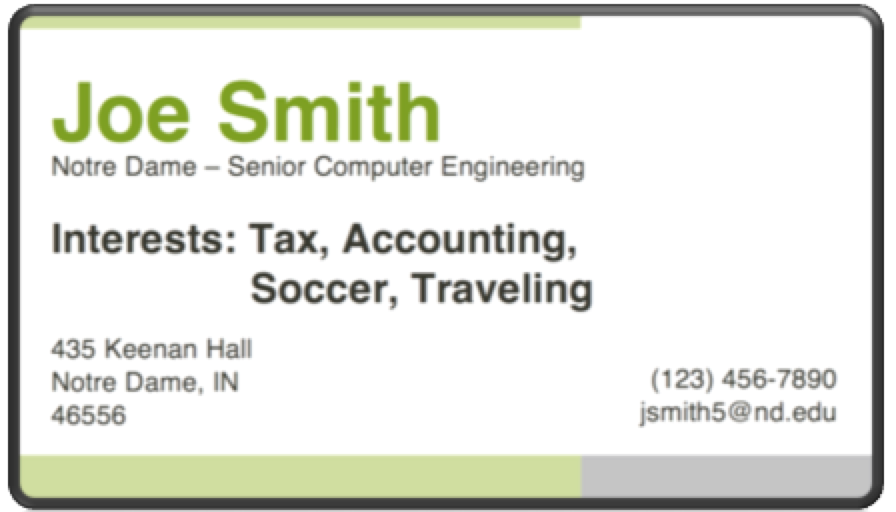 Joe Smith
Notre Dame – Senior Computer Engineering
Interests: Tax, Accounting,
Soccer, Traveling
435 Keenan Hall
Notre Dame, IN
46556
(123) 456-7890
jsmith5@nd.edu